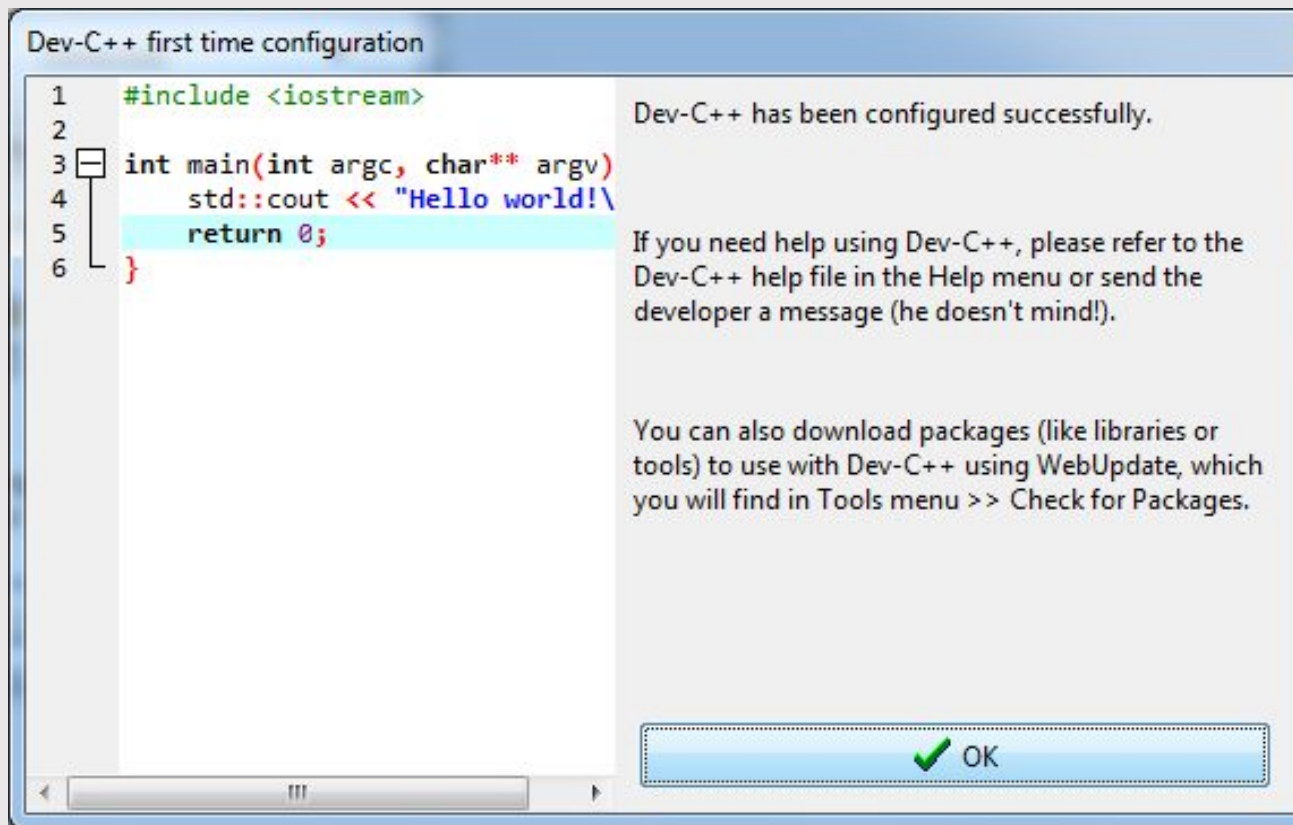 Dev-C++ first time configuration
1 #include <iostream>
2
3 int main(int argc, char** argv)
4 std::cout << "Hello world!\
5 return 0;
6 }
Dev-C++ has been configured successfully.
If you need help using Dev-C++, please refer to the
Dev-C++ help file in the Help menu or send the
developer a message (he doesn't mind!).
You can also download packages (like libraries or
tools) to use with Dev-C++ using WebUpdate, which
you will find in Tools menu >> Check for Packages.
OK